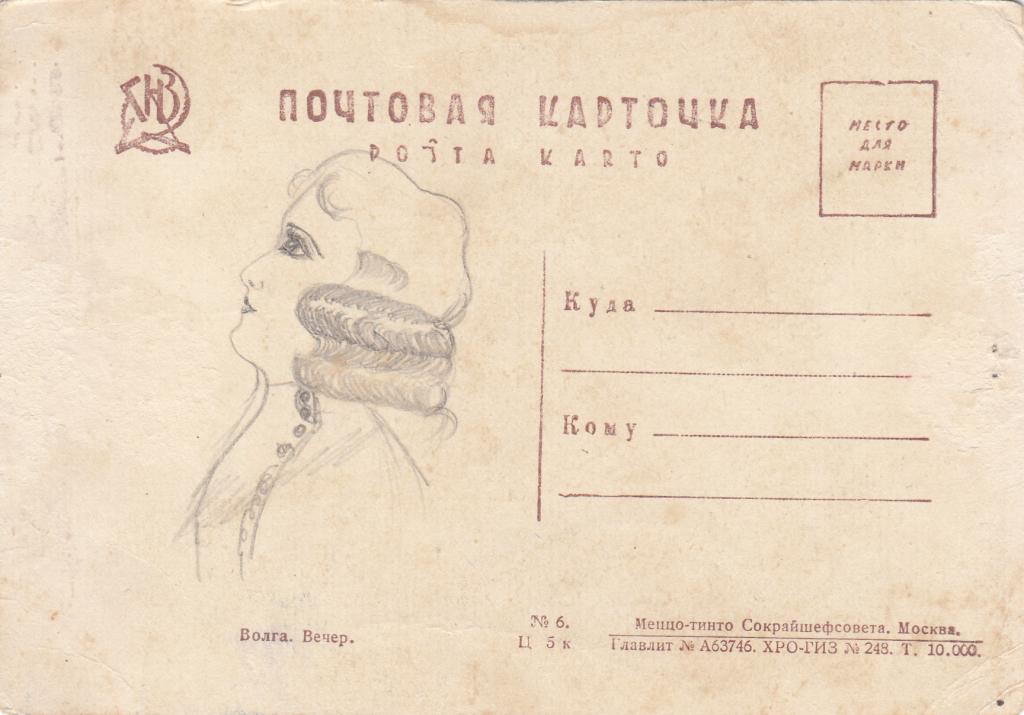 ПОЧТОВАЯ КАРТОЧКА
POŜTA KARTO
МЕСТО
ДЛЯ
МАРКИ
Куда
Кому
Волга. Вечер.
№ 6.
Ц 5 к
Меццо-тинто Сокрайшефсовета. Москва.
Главлит № А63746. ХРО-ГИЗ № 248. Т. 10.000.